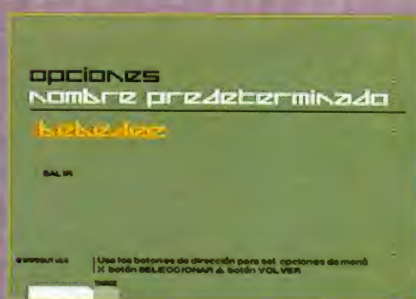 opciones
nombre predeterminado
SALIR
Use los botones de dirección para sel. opciones de menú
X botón SELECCIONAR △ botón VOLVER